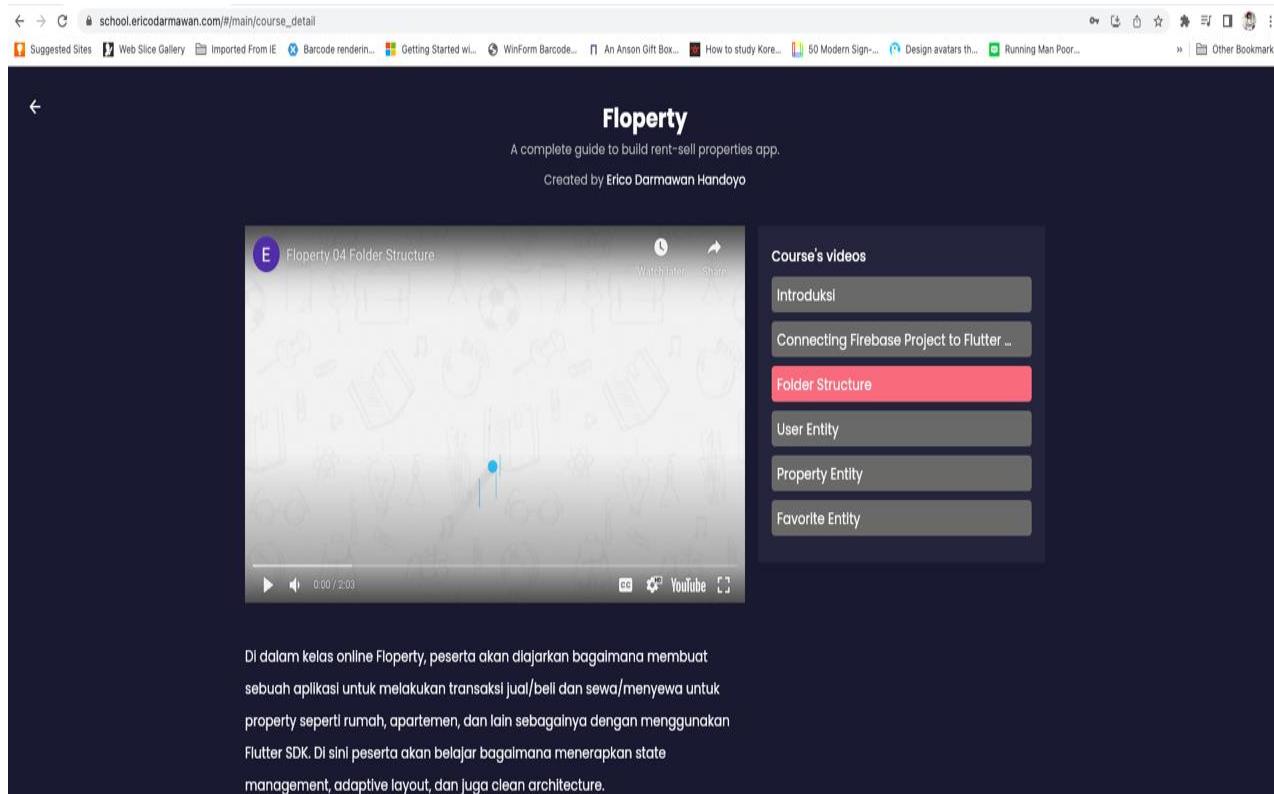 school.ericodarmawan.com/#/main/course_detail
Suggested Sites
Web Slice Gallery
Imported From IE
Barcode renderin...
Getting Started wi...
WinForm Barcode...
An Anson Gift Box...
How to study Kore...
50 Modern Sign-...
Design avatars th...
Running Man Poor...
»
Other Bookmark
Floperty
A complete guide to build rent-sell properties app.
Created by Erico Darmawan Handoyo
E
Floperty 04 Folder Structure
Watch later
Share
0:00 / 2:03
CC
YouTube
Course's videos
Introduksi
Connecting Firebase Project to Flutter ...
Folder Structure
User Entity
Property Entity
Favorite Entity
Di dalam kelas online Floperty, peserta akan diajarkan bagaimana membuat
sebuah aplikasi untuk melakukan transaksi jual/beli dan sewa/menyewa untuk
property seperti rumah, apartemen, dan lain sebagainya dengan menggunakan
Flutter SDK. Di sini peserta akan belajar bagaimana menerapkan state
management, adaptive layout, dan juga clean architecture.